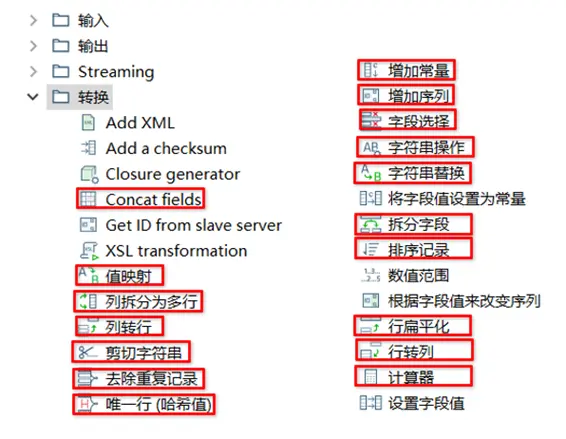 输入
输出
Streaming
转换
Add XML
Add a checksum
Closure generator
Concat fields
Get ID from slave server
XSL transformation
值映射
列拆分为多行
列转行
剪切字符串
去除重复记录
唯一行 (哈希值)
增加常量
增加序列
字段选择
字符串操作
字符串替换
将字段值设置为常量
拆分字段
排序记录
数值范围
根据字段值来改变序列
行扁平化
行转列
计算器
设置字段值